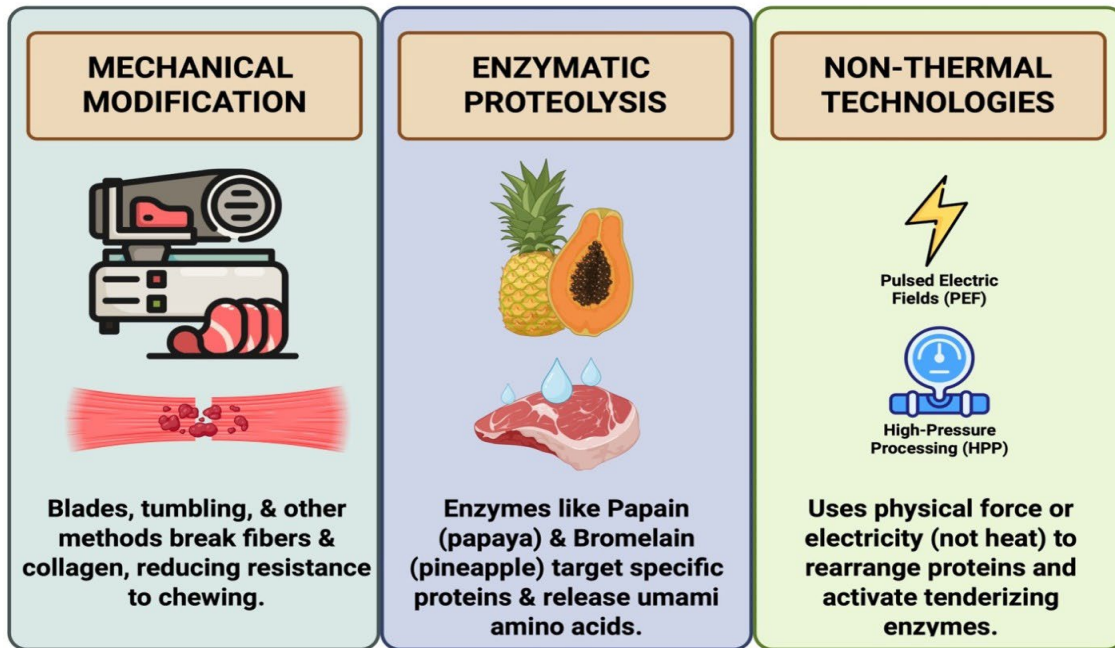 MECHANICAL
MODIFICATION
Blades, tumbling, & other
methods break fibers &
collagen, reducing resistance
to chewing.
ENZYMATIC
PROTEOLYSIS
Enzymes like Papain
(papaya) & Bromelain
(pineapple) target specific
proteins & release umami
amino acids.
NON-THERMAL
TECHNOLOGIES
Pulsed Electric
Fields (PEF)
High-Pressure
Processing (HPP)
Uses physical force or
electricity (not heat) to
rearrange proteins and
activate tenderizing
enzymes.